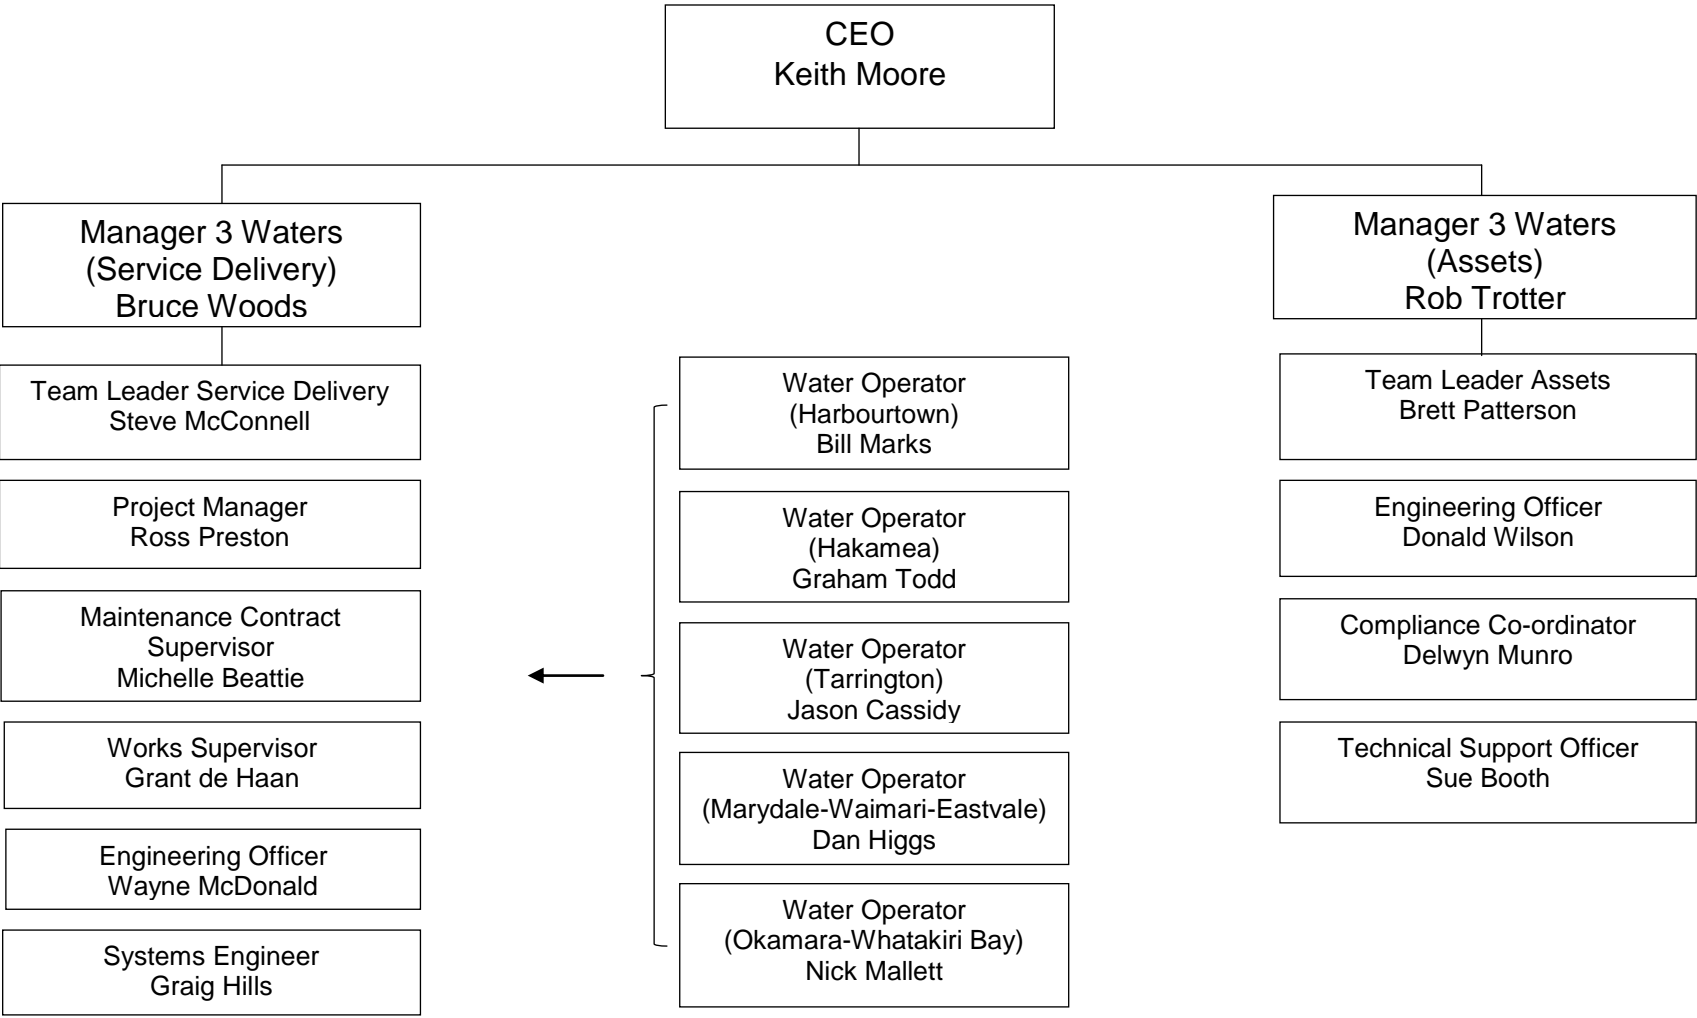 CEO
Keith Moore
Manager 3 Waters
(Service Delivery)
Bruce Woods
Team Leader Service Delivery
Steve McConnell
Project Manager
Ross Preston
Maintenance Contract
Supervisor
Michelle Beattie
Works Supervisor
Grant de Haan
Engineering Officer
Wayne McDonald
Systems Engineer
Graig Hills
Water Operator
(Harbourtown)
Bill Marks
Water Operator
(Hakamea)
Graham Todd
Water Operator
(Tarrington)
Jason Cassidy
Water Operator
(Marydale-Waimari-Eastvale)
Dan Higgs
Water Operator
(Okamara-Whatakiri Bay)
Nick Mallett
Manager 3 Waters
(Assets)
Rob Trotter
Team Leader Assets
Brett Patterson
Engineering Officer
Donald Wilson
Compliance Co-ordinator
Delwyn Munro
Technical Support Officer
Sue Booth